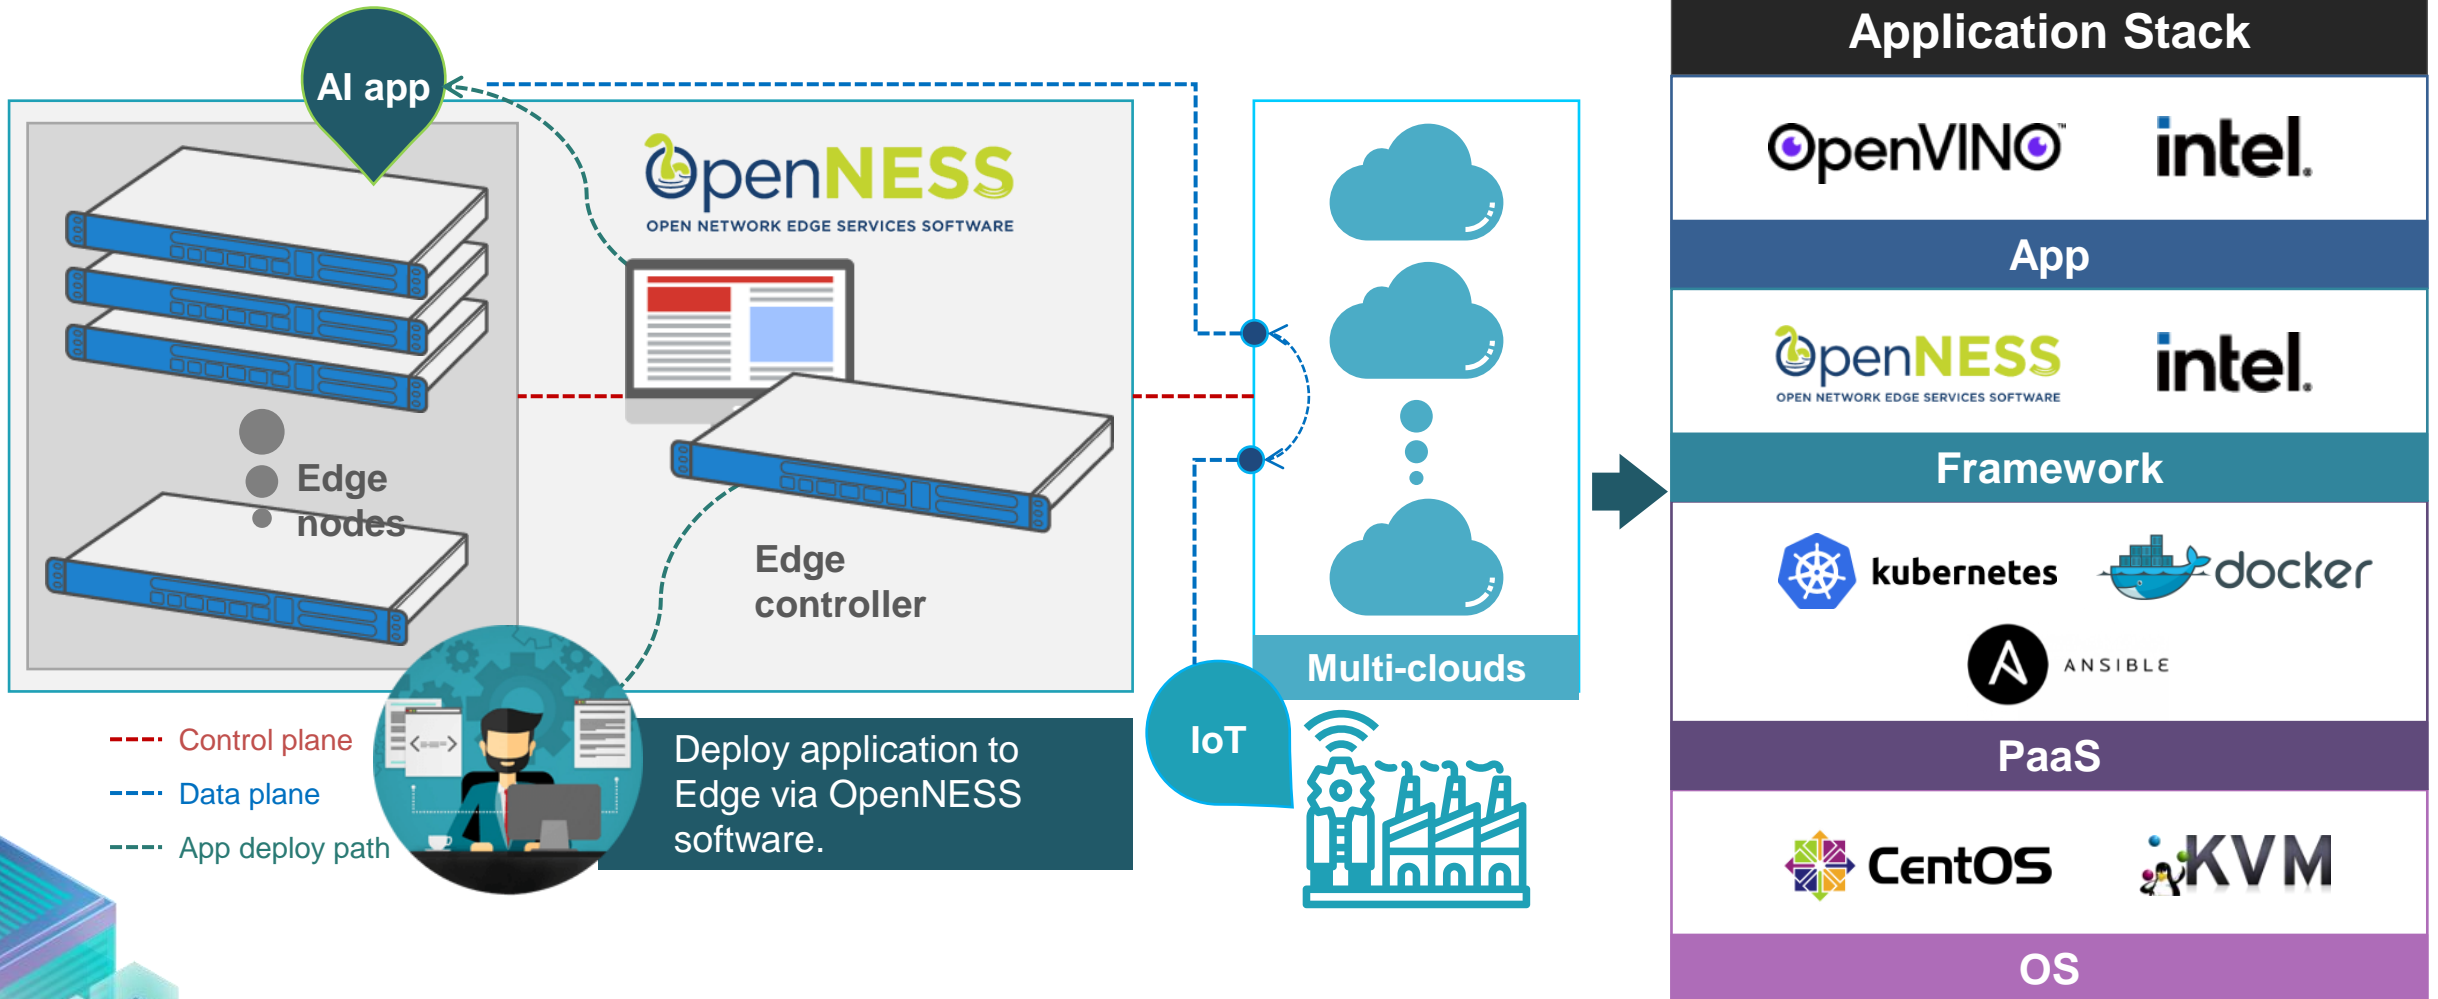 AI app
OpenNESS
OPEN NETWORK EDGE SERVICES SOFTWARE
Edge
nodes
Edge
controller
Multi-clouds
IoT
Control plane
Data plane
App deploy path
Deploy application to
Edge via OpenNESS
software.
Application Stack
OpenVINO™ intel.
App
OpenNESS intel.
OPEN NETWORK EDGE SERVICES SOFTWARE
Framework
kubernetes docker
ANSIBLE
PaaS
CentOS KVM
OS